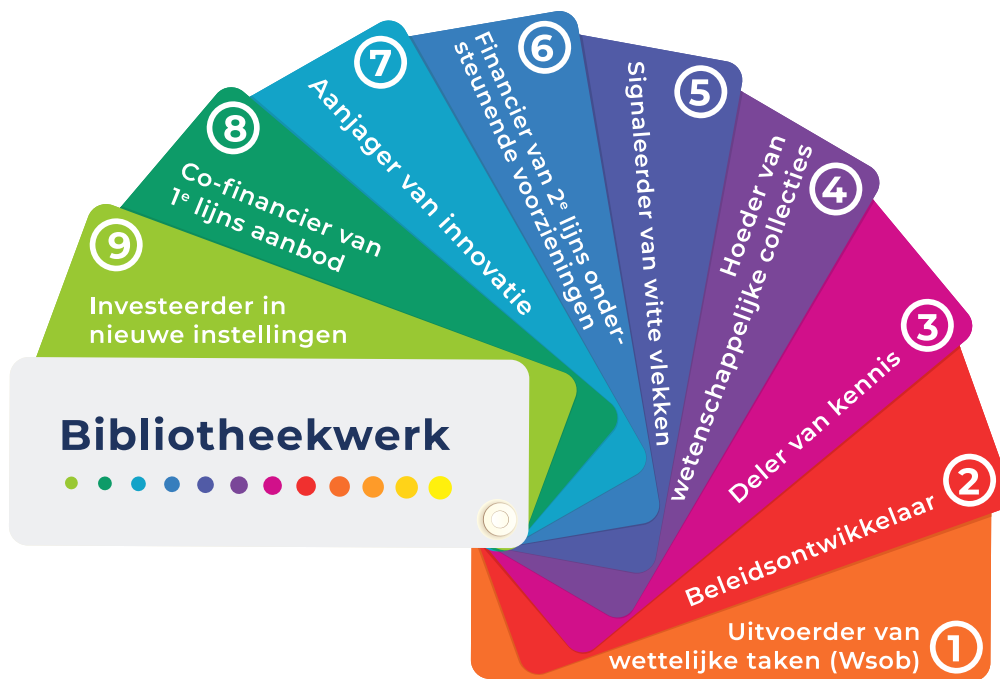 Bibliotheekwerk
1
Uitvoerder van
wettelijke taken (Wsob)
2
Beleidsontwikkelaar
3
Deler van kennis
4
Hoeder van
wetenschappelijke collecties
5
Signaleerder van witte vlekken
6
Financier van 2e lijns onder-
steunende voorzieningen
7
Aanjager van innovatie
8
Co-financier van
1e lijns aanbod
9
Investeerder in
nieuwe instellingen